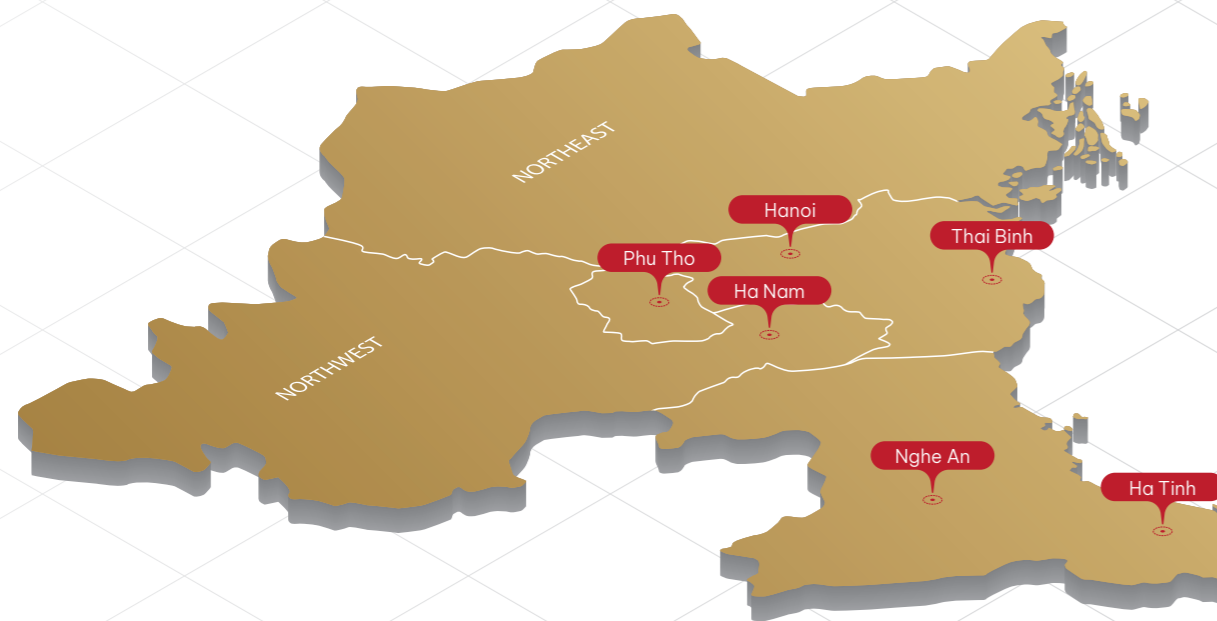 NORTHEAST
Hanoi
Thai Binh
Phu Tho
Ha Nam
NORTHWEST
Nghe An
Ha Tinh